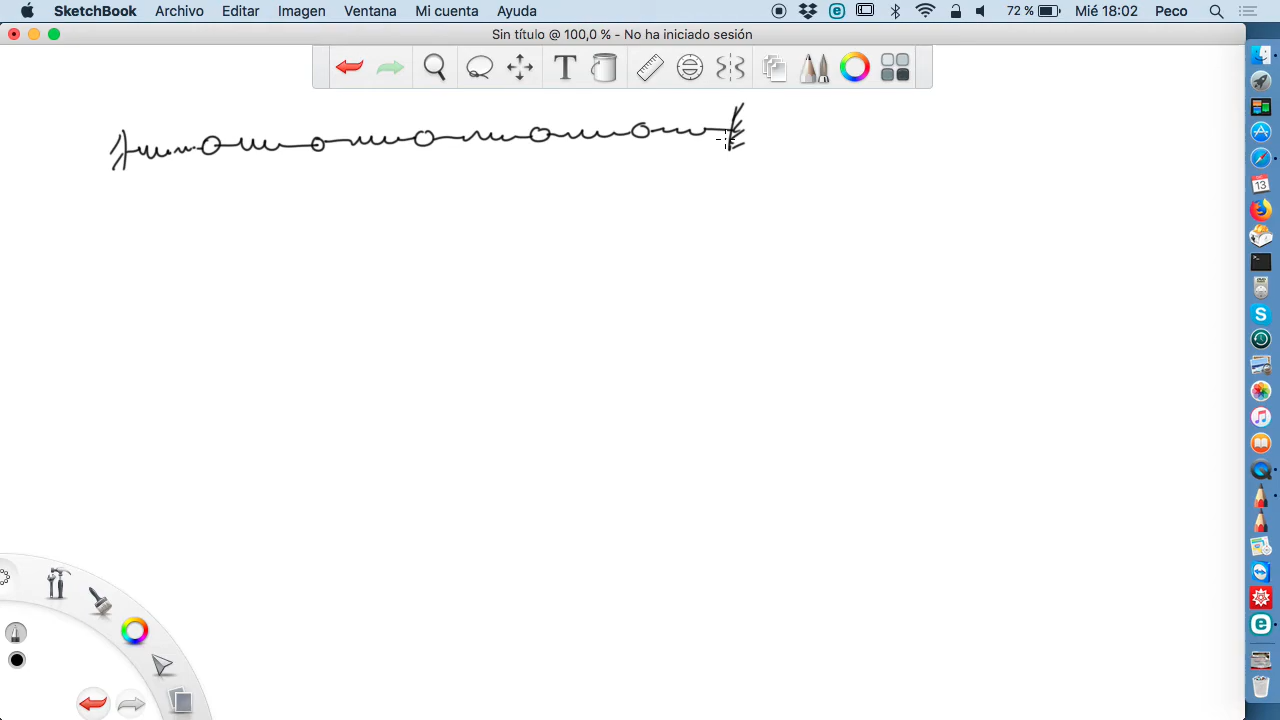 SketchBook Archivo Editar Imagen Ventana Mi cuenta Ayuda 72 % Mié 18:02 Peco
Sin título @ 100,0 % - No ha iniciado sesión
T
13
S